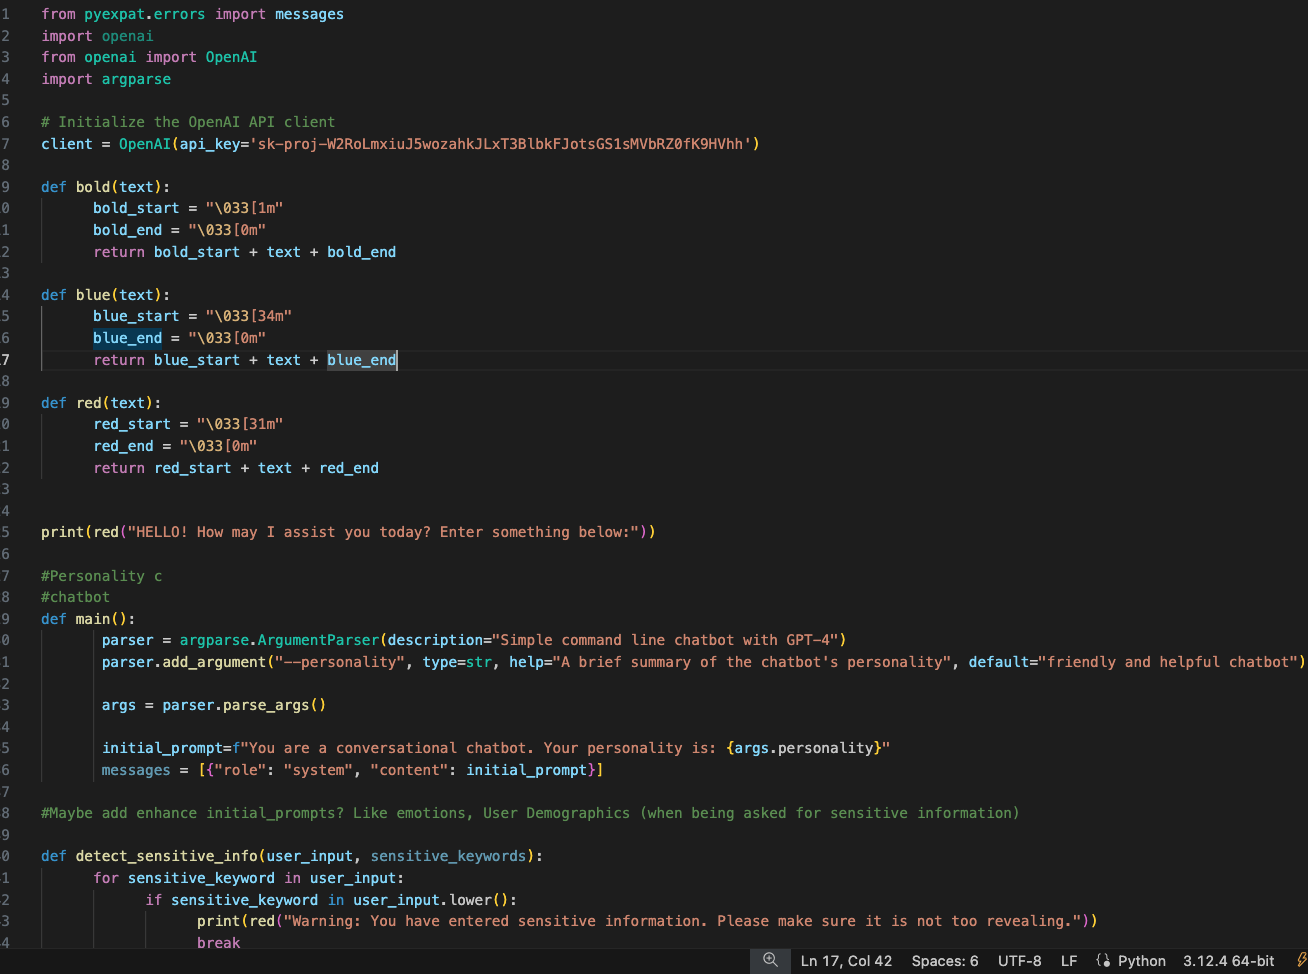 1 from pyexpat.errors import messages
2 import openai
3 from openai import OpenAI
4 import argparse
5
6 # Initialize the OpenAI API client
7 client = OpenAI(api_key='sk-proj-W2RoLmxiuJ5wozahkJLxT3BlbkFJotsGS1sMVbRZ0fK9HVhh')
8
9 def bold(text):
0 bold_start = "\033[1m"
1 bold_end = "\033[0m"
2 return bold_start + text + bold_end
3
4 def blue(text):
5 blue_start = "\033[34m"
6 blue_end = "\033[0m"
7 return blue_start + text + blue_end
8
9 def red(text):
0 red_start = "\033[31m"
1 red_end = "\033[0m"
2 return red_start + text + red_end
3
4
5 print(red("HELLO! How may I assist you today? Enter something below:"))
6
7 #Personality c
8 #chatbot
9 def main():
0 parser = argparse.ArgumentParser(description="Simple command line chatbot with GPT-4")
1 parser.add_argument("--personality", type=str, help="A brief summary of the chatbot's personality", default="friendly and helpful chatbot")
2
3 args = parser.parse_args()
4
5 initial_prompt=f"You are a conversational chatbot. Your personality is: {args.personality}"
6 messages = [{"role": "system", "content": initial_prompt}]
7
8 #Maybe add enhance initial_prompts? Like emotions, User Demographics (when being asked for sensitive information)
9
0 def detect_sensitive_info(user_input, sensitive_keywords):
1 for sensitive_keyword in user_input:
2 if sensitive_keyword in user_input.lower():
3 print(red("Warning: You have entered sensitive information. Please make sure it is not too revealing."))
4 break
Ln 17, Col 42 Spaces: 6 UTF-8 LF Python 3.12.4 64-bit